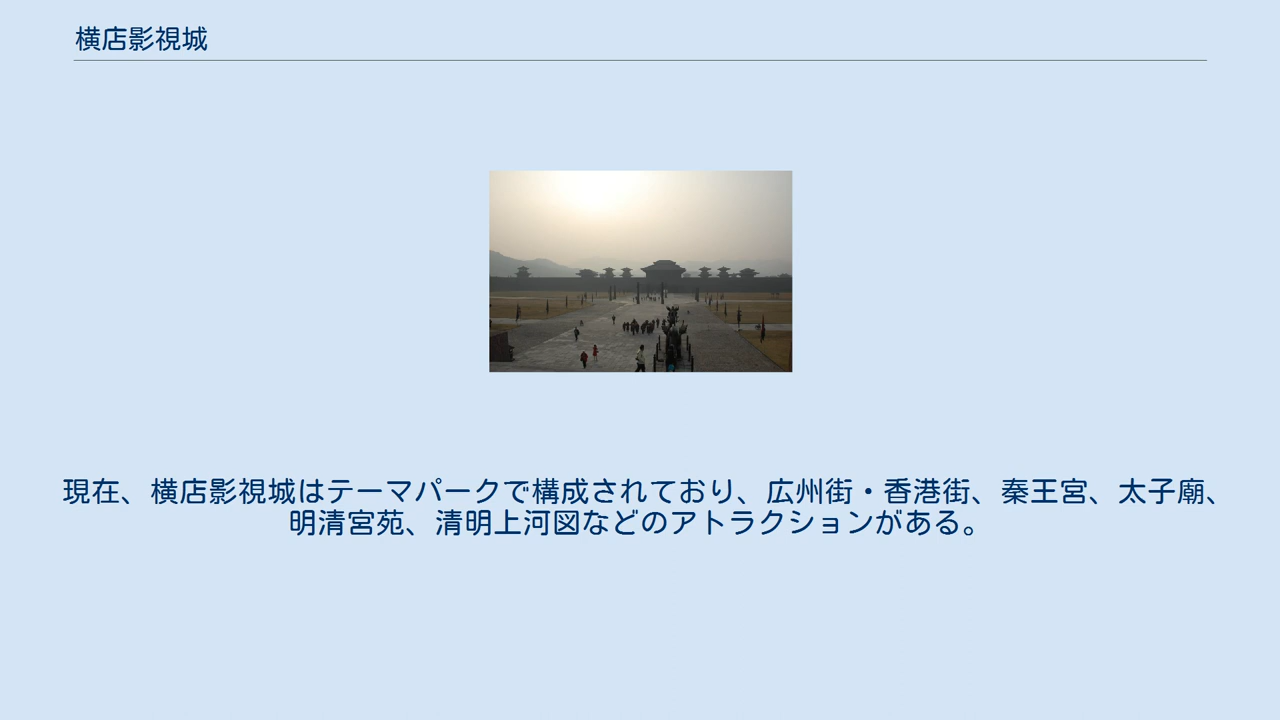 横店影視城
現在、横店影視城はテーマパークで構成されており、広州街・香港街、秦王宮、太子廟、
明清宮苑、清明上河図などのアトラクションがある。